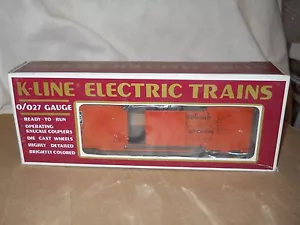 K-LINE® ELECTRIC TRAINS
O/O27 GAUGE
READY-TO-RUN
OPERATING
KNUCKLE COUPLERS
DIE CAST WHEELS
HIGHLY DETAILED
BRIGHTLY COLORED